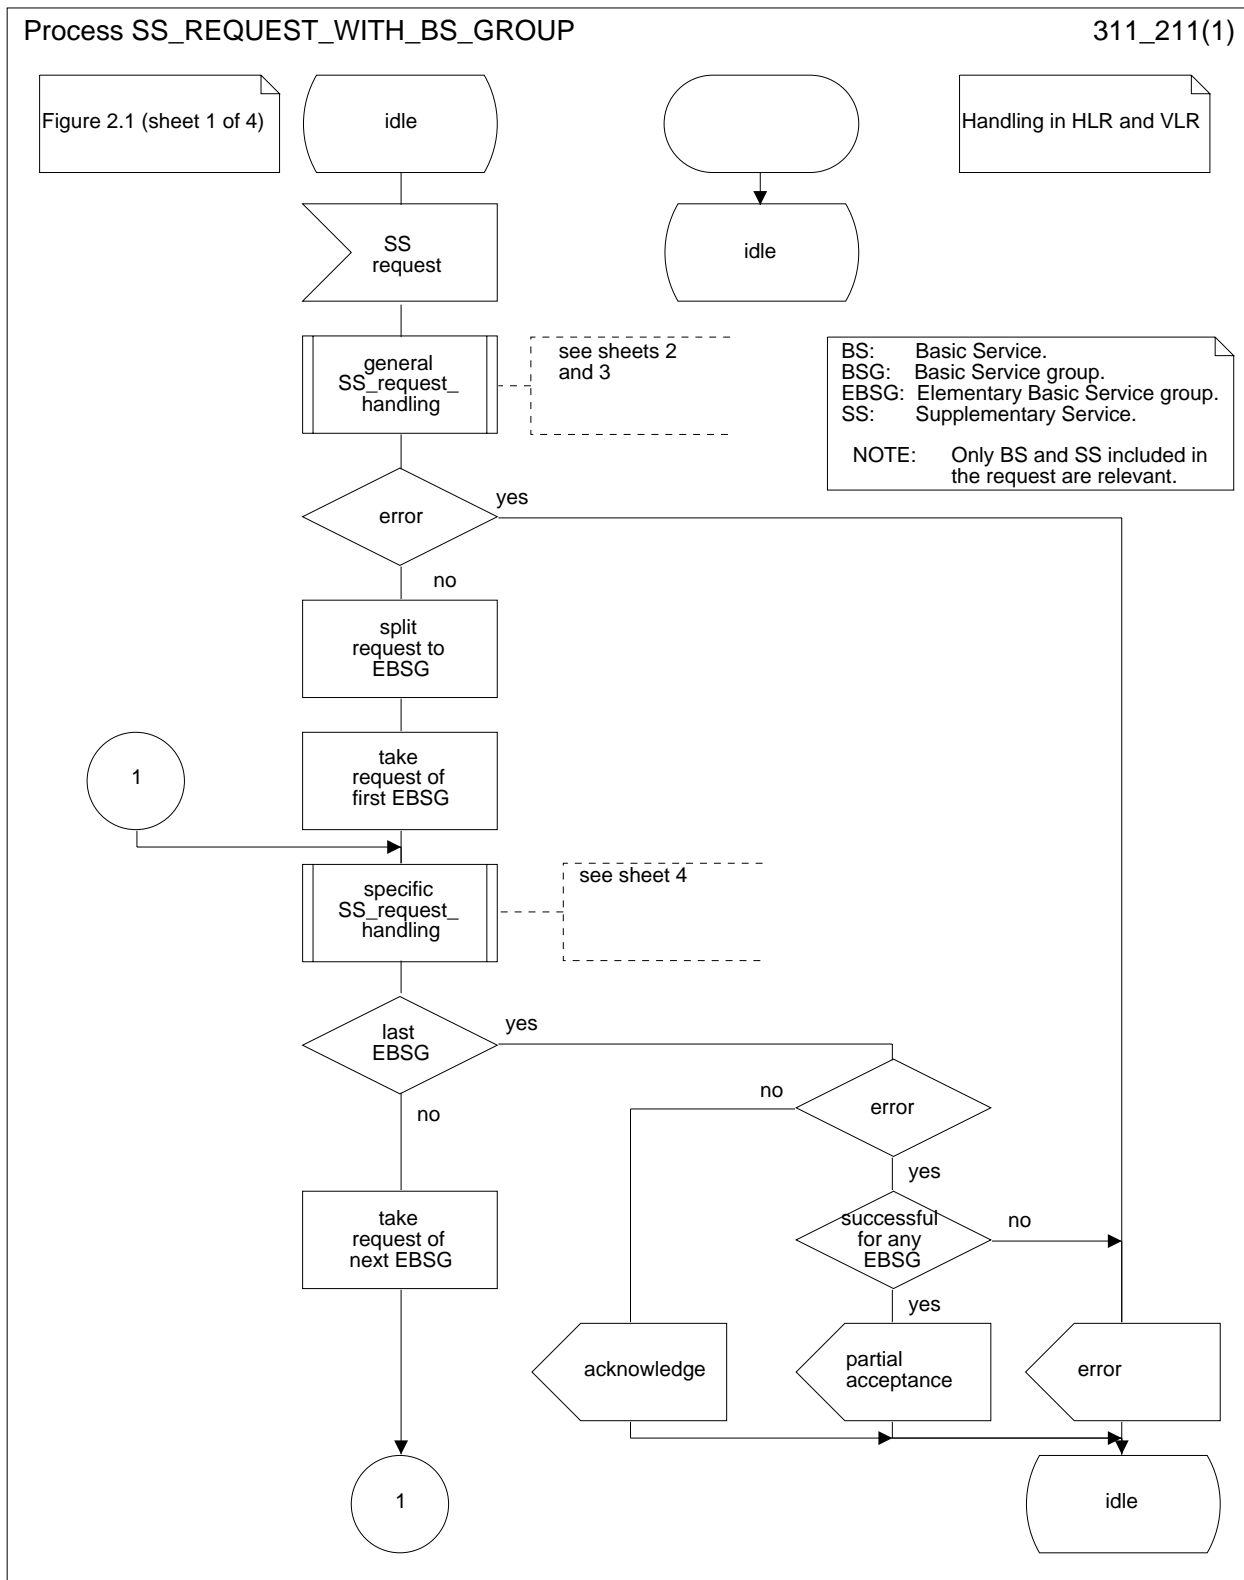 Process SS_REQUEST_WITH_BS_GROUP
311_211(1)
Figure 2.1 (sheet 1 of 4)
idle
Handling in HLR and VLR
SS
request
idle
general
SS_request_
handling
see sheets 2
and 3
BS: Basic Service.
BSG: Basic Service group.
EBSG: Elementary Basic Service group.
SS: Supplementary Service.
NOTE: Only BS and SS included in
the request are relevant.
error
yes
no
split
request to
EBSG
take
request of
first EBSG
1
specific
SS_request_
handling
see sheet 4
last
EBSG
yes
no
error
no
yes
take
request of
next EBSG
successful
for any
EBSG
no
yes
acknowledge
partial
acceptance
error
1
idle